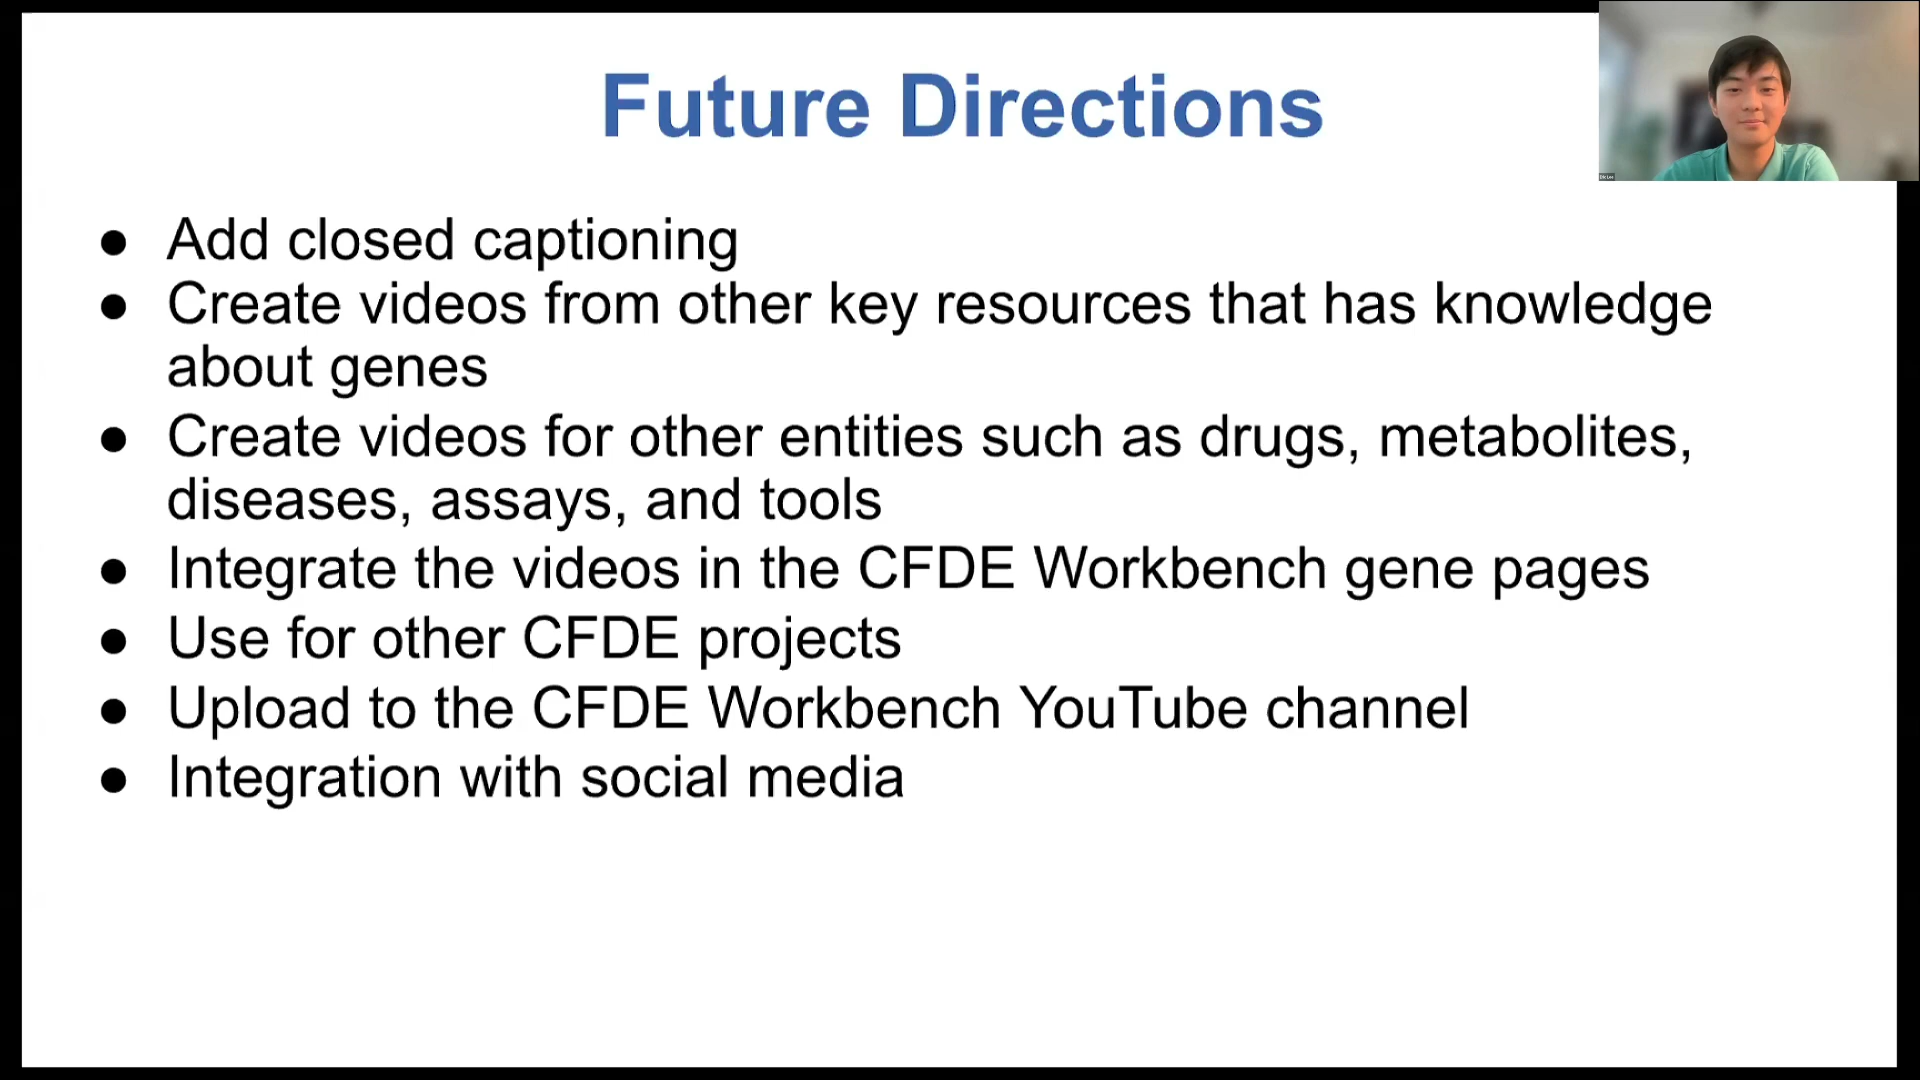 Future Directions
● Add closed captioning
● Create videos from other key resources that has knowledge
about genes
● Create videos for other entities such as drugs, metabolites,
diseases, assays, and tools
● Integrate the videos in the CFDE Workbench gene pages
● Use for other CFDE projects
● Upload to the CFDE Workbench YouTube channel
● Integration with social media